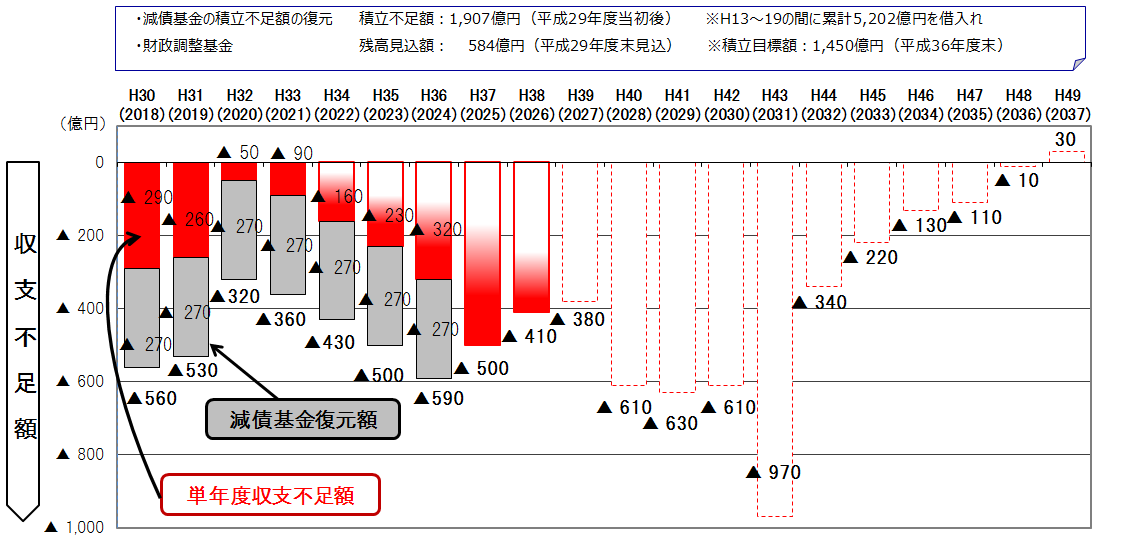 ・減債基金の積立不足額の復元 積立不足額：1,907億円（平成29年度当初後） ※H13～19の間に累計5,202億円を借入れ
・財政調整基金 残高見込額： 584億円（平成29年度末見込） ※積立目標額：1,450億円（平成36年度末）
H30 H31 H32 H33 H34 H35 H36 H37 H38 H39 H40 H41 H42 H43 H44 H45 H46 H47 H48 H49
(2018) (2019) (2020) (2021) (2022) (2023) (2024) (2025) (2026) (2027) (2028) (2029) (2030) (2031) (2032) (2033) (2034) (2035) (2036) (2037)
（億円）
30
▲ 50 ▲ 90
0
▲ 10
▲ 290 ▲ 160
▲ 260 ▲ 230 ▲ 110
▲ 270 ▲ 320 ▲ 130
▲ 200
▲ 270 ▲ 220
▲ 270
▲ 320 ▲ 270 ▲ 340
▲ 400
▲ 270 ▲ 360 ▲ 380
▲ 270 ▲ 430 ▲ 270 ▲ 410
▲ 530 ▲ 500 ▲ 500
▲ 600
▲ 560 ▲ 590
▲ 610 ▲ 630 ▲ 610
減債基金復元額
▲ 800
▲ 970
単年度収支不足額
▲ 1,000
収支不足額